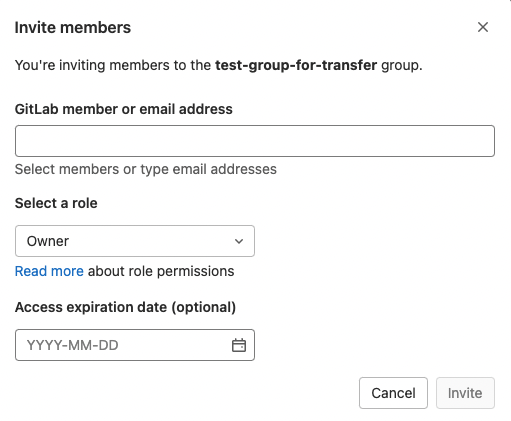 Invite members
You're inviting members to the test-group-for-transfer group.
GitLab member or email address
Select members or type email addresses
Select a role
Owner
Read more about role permissions
Access expiration date (optional)
YYYY-MM-DD
Cancel Invite